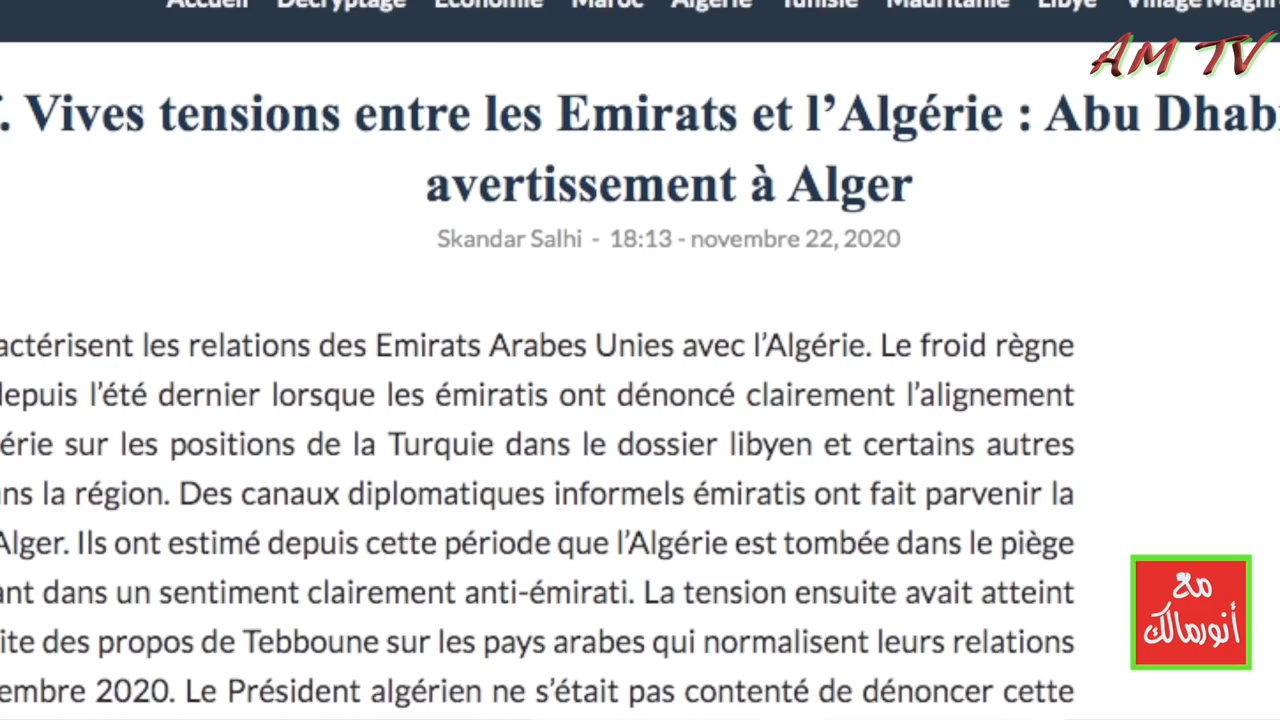 Accueil Décryptage Economie Maroc Algérie Tunisie Mauritanie Libye Village
AM TV
. Vives tensions entre les Emirats et l’Algérie : Abu Dhabi
avertissement à Alger
Skandar Salhi - 18:13 - novembre 22, 2020
actérisent les relations des Emirats Arabes Unies avec l’Algérie. Le froid règne
depuis l’été dernier lorsque les émiratis ont dénoncé clairement l’alignement
érie sur les positions de la Turquie dans le dossier libyen et certains autres
ns la région. Des canaux diplomatiques informels émiratis ont fait parvenir la
Alger. Ils ont estimé depuis cette période que l’Algérie est tombée dans le piège
ant dans un sentiment clairement anti-émirati. La tension ensuite avait atteint
ite des propos de Tebboune sur les pays arabes qui normalisent leurs relations
embre 2020. Le Président algérien ne s’était pas contenté de dénoncer cette
مع
أنورمالك